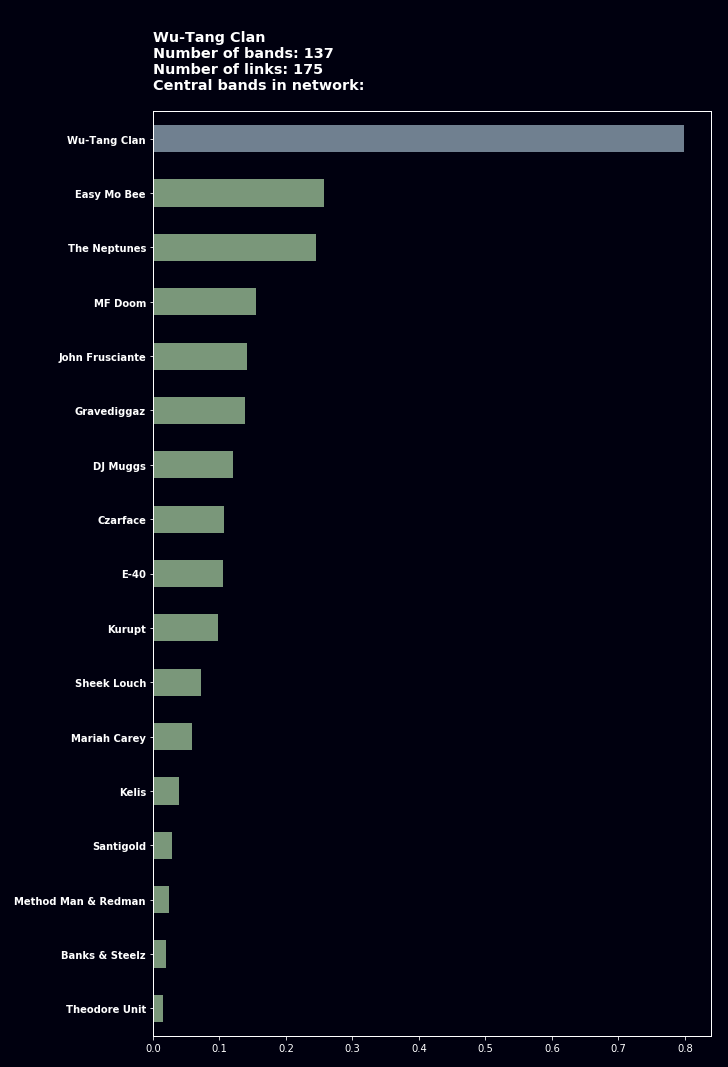 Wu-Tang Clan
Number of bands: 137
Number of links: 175
Central bands in network:
Wu-Tang Clan
Easy Mo Bee
The Neptunes
MF Doom
John Frusciante
Gravediggaz
DJ Muggs
Czarface
E-40
Kurupt
Sheek Louch
Mariah Carey
Kelis
Santigold
Method Man & Redman
Banks & Steelz
Theodore Unit
0.0 0.1 0.2 0.3 0.4 0.5 0.6 0.7 0.8